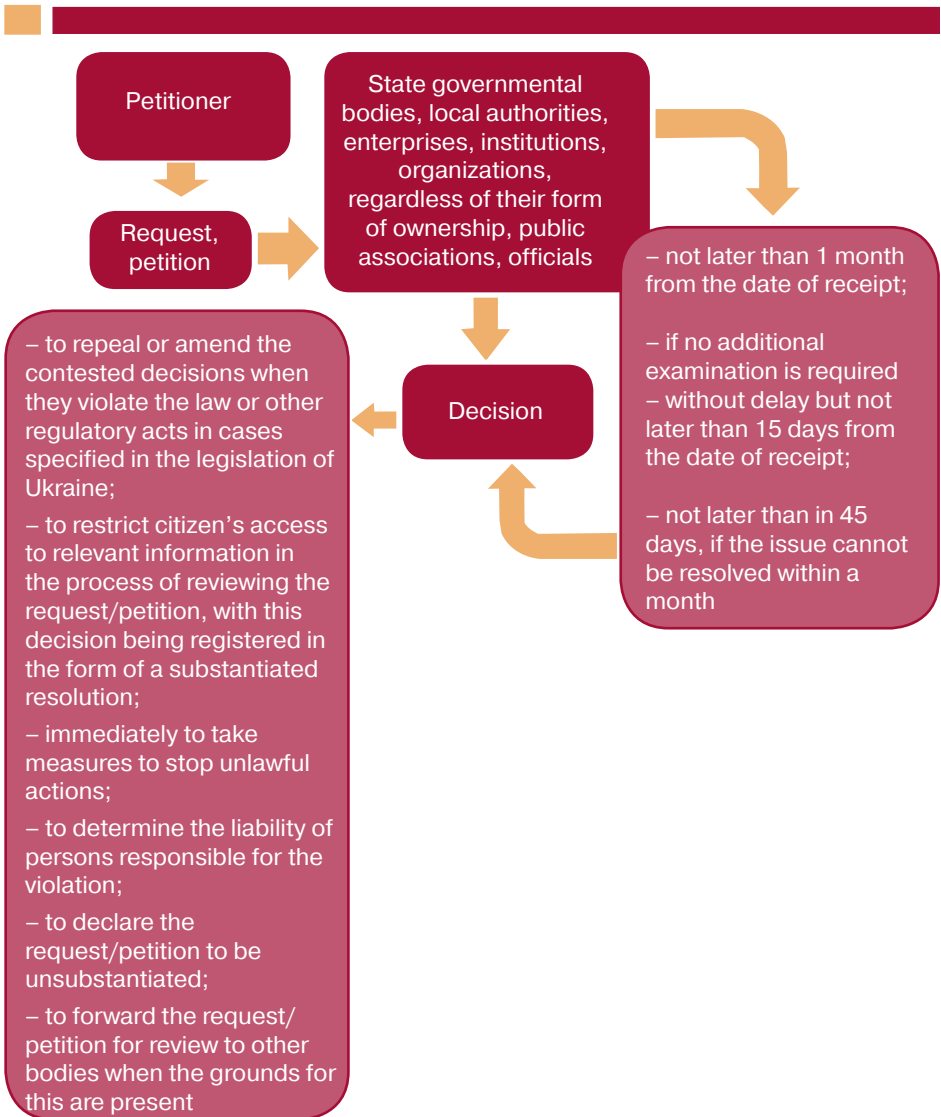 Petitioner
Request,
petition
State governmental
bodies, local authorities,
enterprises, institutions,
organizations,
regardless of their form
of ownership, public
associations, officials
– not later than 1 month
from the date of receipt;
– if no additional
examination is required
– without delay but not
later than 15 days from
the date of receipt;
– not later than in 45
days, if the issue cannot
be resolved within a
month
Decision
– to repeal or amend the
contested decisions when
they violate the law or other
regulatory acts in cases
specified in the legislation of
Ukraine;
– to restrict citizen’s access
to relevant information in
the process of reviewing the
request/petition, with this
decision being registered in
the form of a substantiated
resolution;
– immediately to take
measures to stop unlawful
actions;
– to determine the liability of
persons responsible for the
violation;
– to declare the
request/petition to be
unsubstantiated;
– to forward the request/
petition for review to other
bodies when the grounds for
this are present